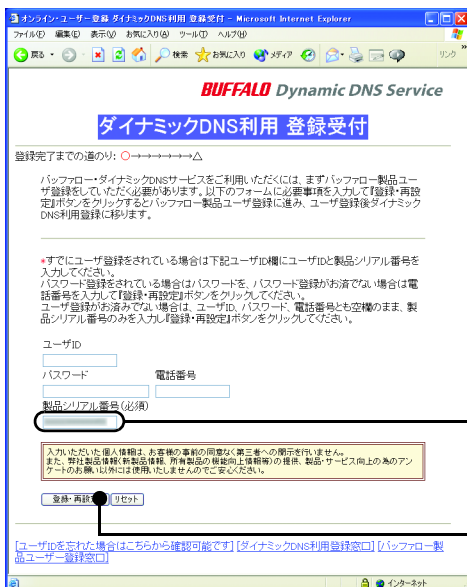 オンライン・ユーザー登録 ダイナミックDNS利用 登録受付 - Microsoft Internet Explorer
ファイル(F) 編集(E) 表示(V) お気に入り(A) ツール(T) ヘルプ(H)
戻る 検索 お気に入り メディア リンク »
BUFFALO Dynamic DNS Service
ダイナミックDNS利用 登録受付
登録完了までの道のり: ○→→→→→→△
バッファロー・ダイナミックDNSサービスをご利用いただくには、まずバッファロー製品ユー
ザ登録をしていただく必要があります。以下のフォームに必要事項を入力して『登録・再設
定』ボタンをクリックするとバッファロー製品ユーザ登録に進み、ユーザ登録後ダイナミック
DNS利用登録に移ります。
*すでにユーザ登録をされている場合は下記ユーザID欄にユーザIDと製品シリアル番号を
入力してください。
パスワード登録をされている場合はパスワードを、パスワード登録がお済でない場合は電
話番号を入力して『登録・再設定』ボタンをクリックしてください。
ユーザ登録がお済みでない場合は、ユーザID、パスワード、電話番号とも空欄のまま、製
品シリアル番号のみを入力し『登録・再設定』ボタンをクリックしてください。
ユーザID
パスワード 電話番号
製品シリアル番号(必須)
入力いただいた個人情報は、お客様の事前の同意なく第三者への開示を行いません。
また、弊社製品情報(新製品情報、所有製品の機能向上情報等)の提供、製品・サービス向上の為のアン
ケートのお願い以外には使用いたしませんのでご安心ください。
登録・再設 リセット
[ユーザIDを忘れた場合はこちらから確認可能です] [ダイナミックDNS利用登録窓口] [バッファロー製
品ユーザー登録窓口]
インターネット